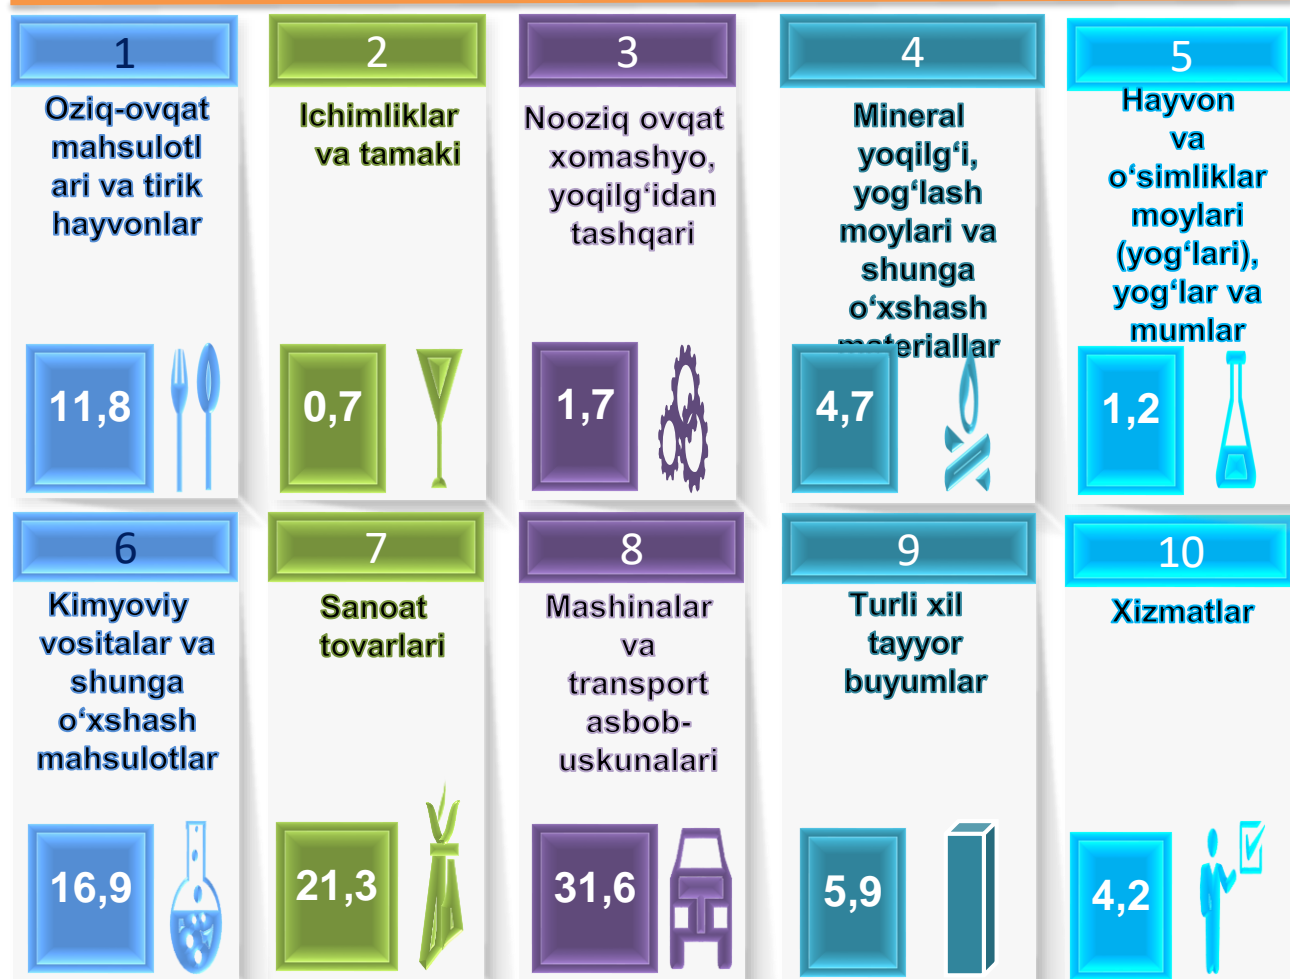 1
Oziq-ovqat
mahsulotl
ari va tirik
hayvonlar
11,8
2
Ichimliklar
va tamaki
0,7
3
Nooziq ovqat
xomashyo,
yoqilg‘idan
tashqari
1,7
4
Mineral
yoqilg‘i,
yog‘lash
moylari va
shunga
o‘xshash
materiallar
4,7
5
Hayvon
va
o‘simliklar
moylari
(yog‘lari),
yog‘lar va
mumlar
1,2
6
Kimyoviy
vositalar va
shunga
o‘xshash
mahsulotlar
16,9
7
Sanoat
tovarlari
21,3
8
Mashinalar
va
transport
asbob-
uskunalari
31,6
9
Turli xil
tayyor
buyumlar
5,9
10
Xizmatlar
4,2